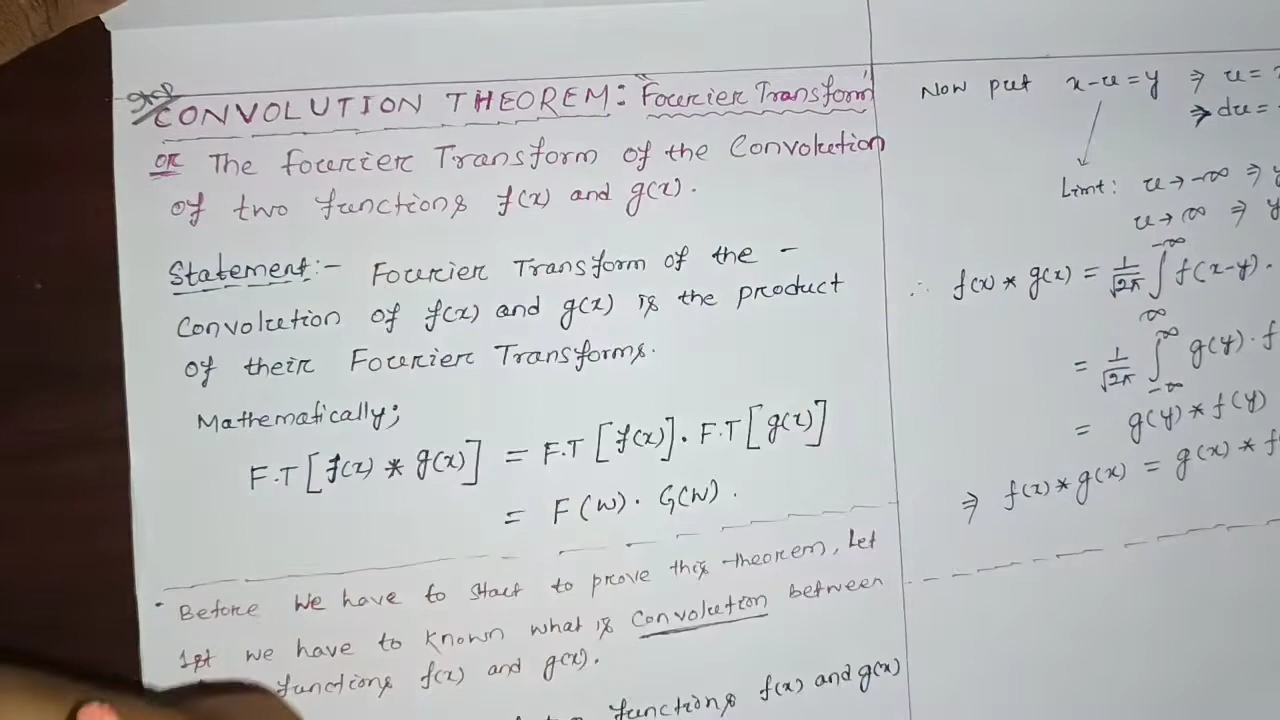 Imp
CONVOLUTION THEOREM: "Fourier Transform"
OR The Fourier Transform of the Convolution
of two functions f(x) and g(x).
Statement:- Fourier Transform of the -
Convolution of f(x) and g(x) is the product
of their Fourier Transforms.
Mathematically;
F.T[f(x) * g(x)] = F.T[f(x)]. F.T[g(x)]
= F(W). G(W).
Before we have to start to prove this theorem, Let
1st we have to known what is Convolution between
functions f(x) and g(x).
functions f(x) and g(x)
Now put x-u=y ⇒ u=
⇒ du=
Limt: u→-∞ ⇒ y
u→∞ ⇒ y
∴ f(x) * g(x) = 1/√2π ∫_{∞}^{-∞} f(x-y).
= 1/√2π ∫_{-∞}^{∞} g(y). f
= g(y) * f(y)
⇒ f(x) * g(x) = g(x) * f